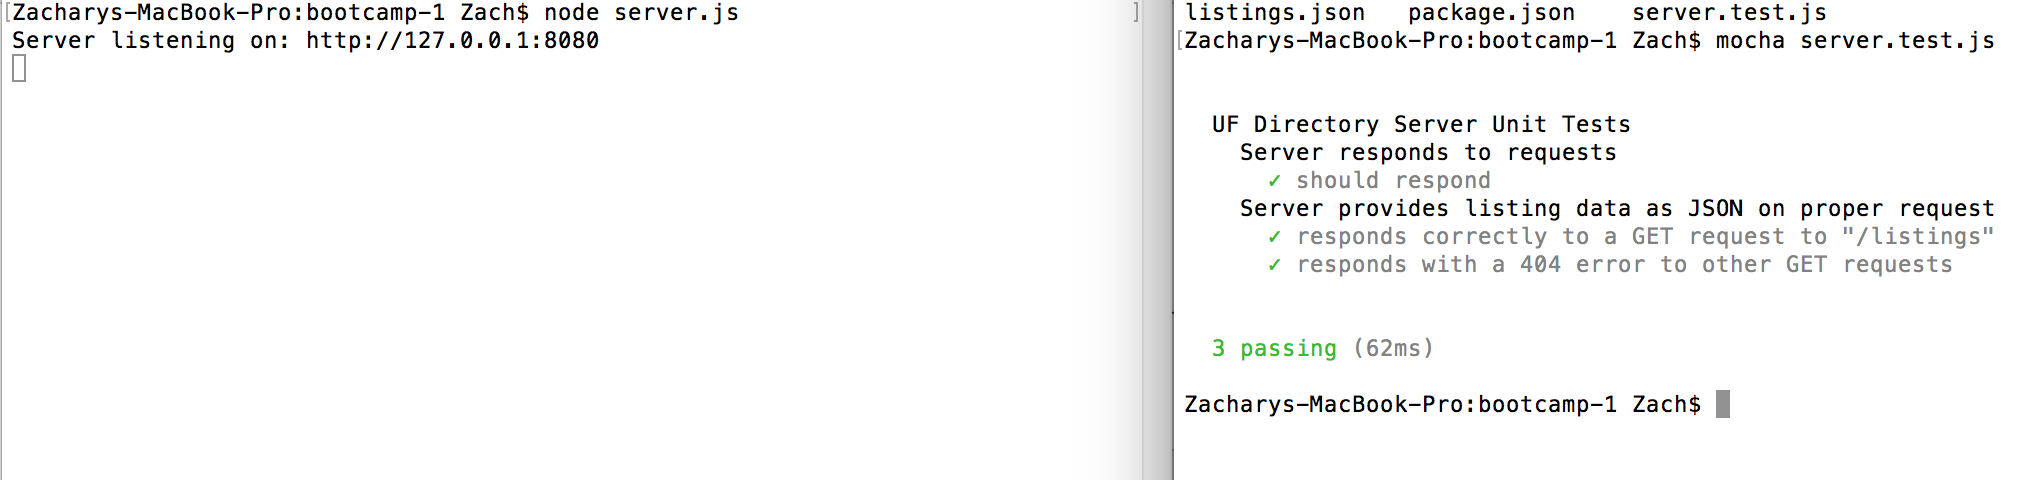 [Zacharys-MacBook-Pro:bootcamp-1 Zach$ node server.js ]
Server listening on: http://127.0.0.1:8080
listings.json package.json server.test.js
[Zacharys-MacBook-Pro:bootcamp-1 Zach$ mocha server.test.js
UF Directory Server Unit Tests
Server responds to requests
✓ should respond
Server provides listing data as JSON on proper request
✓ responds correctly to a GET request to "/listings"
✓ responds with a 404 error to other GET requests
3 passing (62ms)
Zacharys-MacBook-Pro:bootcamp-1 Zach$